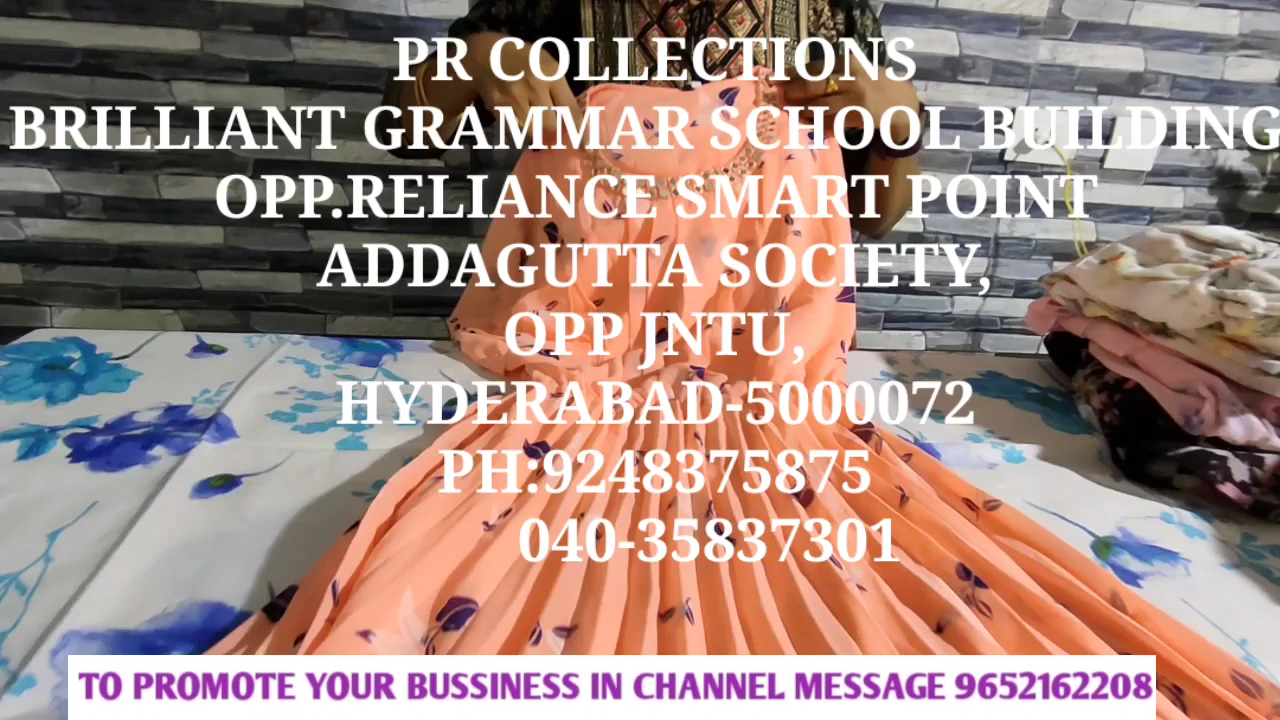 PR COLLECTIONS
BRILLIANT GRAMMAR SCHOOL BUILDING
OPP.RELIANCE SMART POINT
ADDAGUTTA SOCIETY,
OPP JNTU,
HYDERABAD-5000072
PH:9248375875
040-35837301
TO PROMOTE YOUR BUSSINESS IN CHANNEL MESSAGE 9652162208